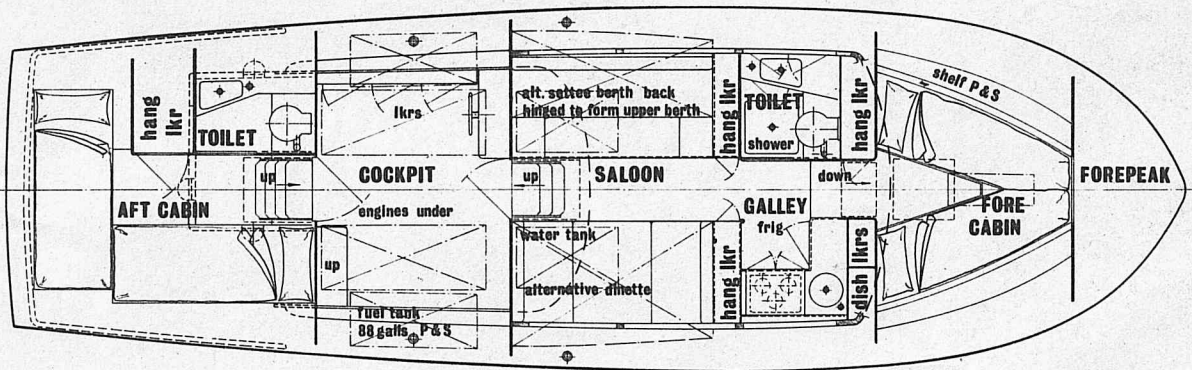 hang
lkr
TOILET
up
AFT CABIN
lkrs
COCKPIT
engines under
up
fuel tank
88 galls P & S
alt. settee berth back
hinged to form upper berth
up
SALOON
water tank
alternative dinette
hang lkr
hang lkr
TOILET
shower
hang lkr
down
GALLEY
frig
dish lkrs
shelf P & S
FORE
CABIN
FOREPEAK